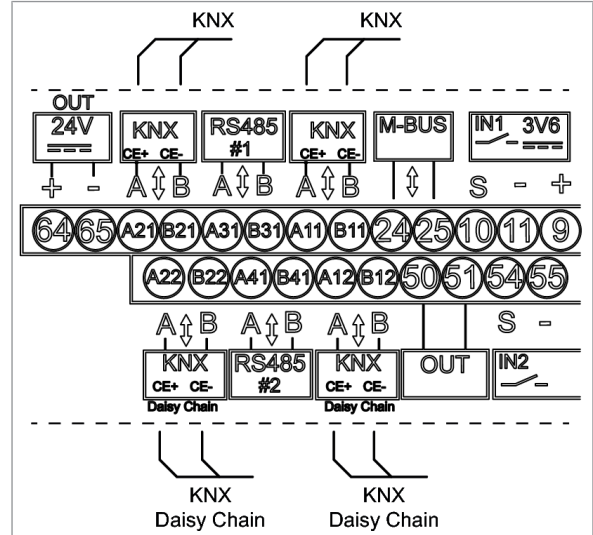 KNX KNX
OUT
24V KNX RS485 KNX M-BUS IN1 3V6
CE+ CE- #1 CE+ CE-
+ - A B A B A B S - +
64 65 A21 B21 A31 B31 A11 B11 24 25 10 11 9
A22 B22 A41 B41 A12 B12 50 51 54 55
A B A B A B S -
KNX RS485 KNX OUT IN2
CE+ CE- #2 CE+ CE-
Daisy Chain Daisy Chain
KNX KNX
Daisy Chain Daisy Chain